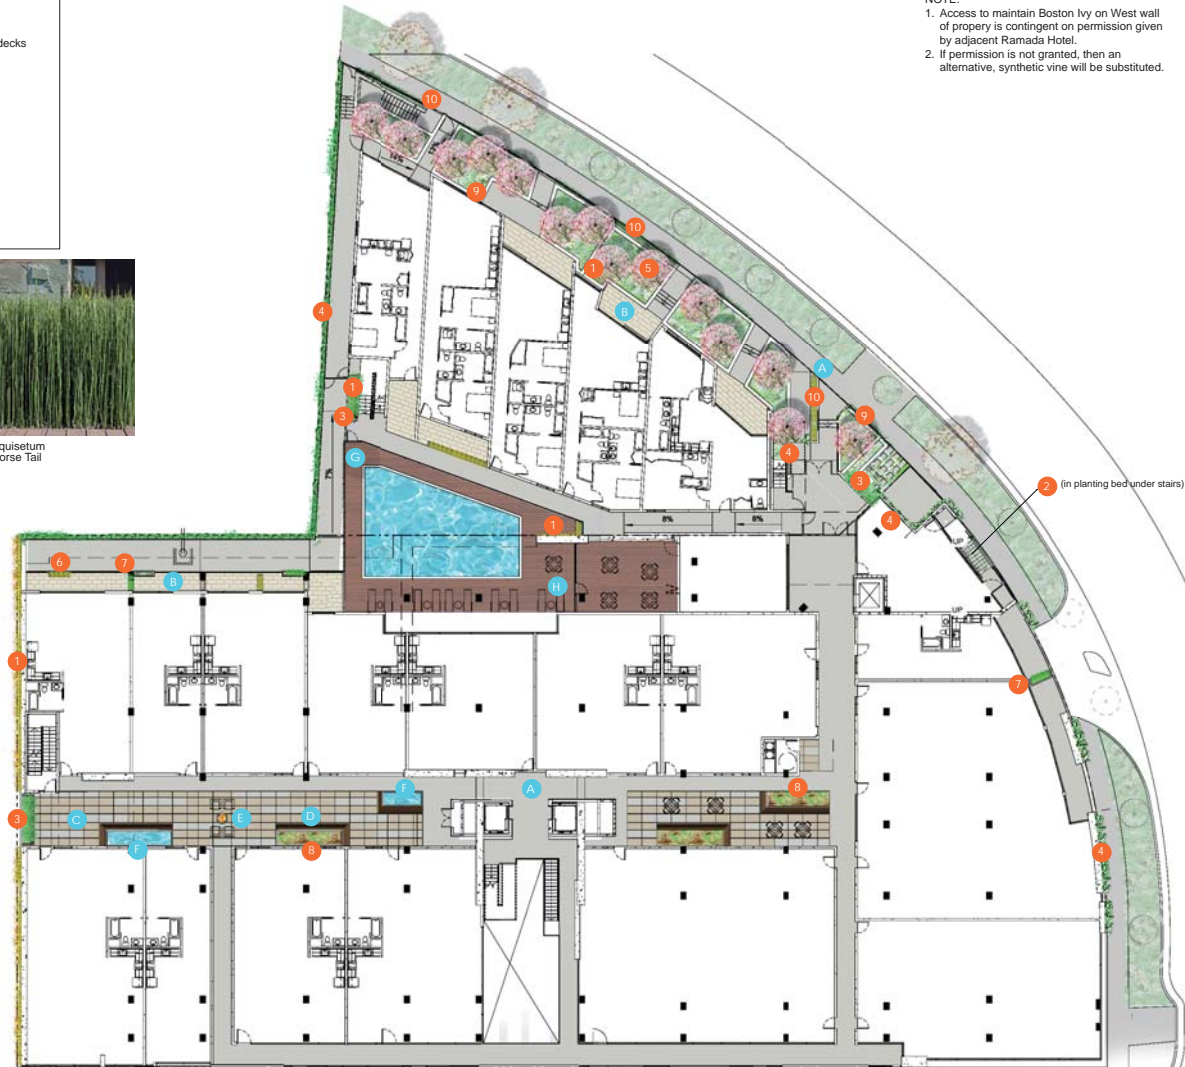 decks
NOTE:
1. Access to maintain Boston Ivy on West wall
of propery is contingent on permission given
by adjacent Ramada Hotel.
2. If permission is not granted, then an
alternative, synthetic vine will be substituted.
quisetum
orse Tail
10
9
10
1
5
B
4
A
1
10
3
9
4
G
3
2 (in planting bed under stairs)
7%
1
8%
8%
4
UP
6
7
B
H
UP
1
7
F
A
8
3
C
E
D
F
8
4